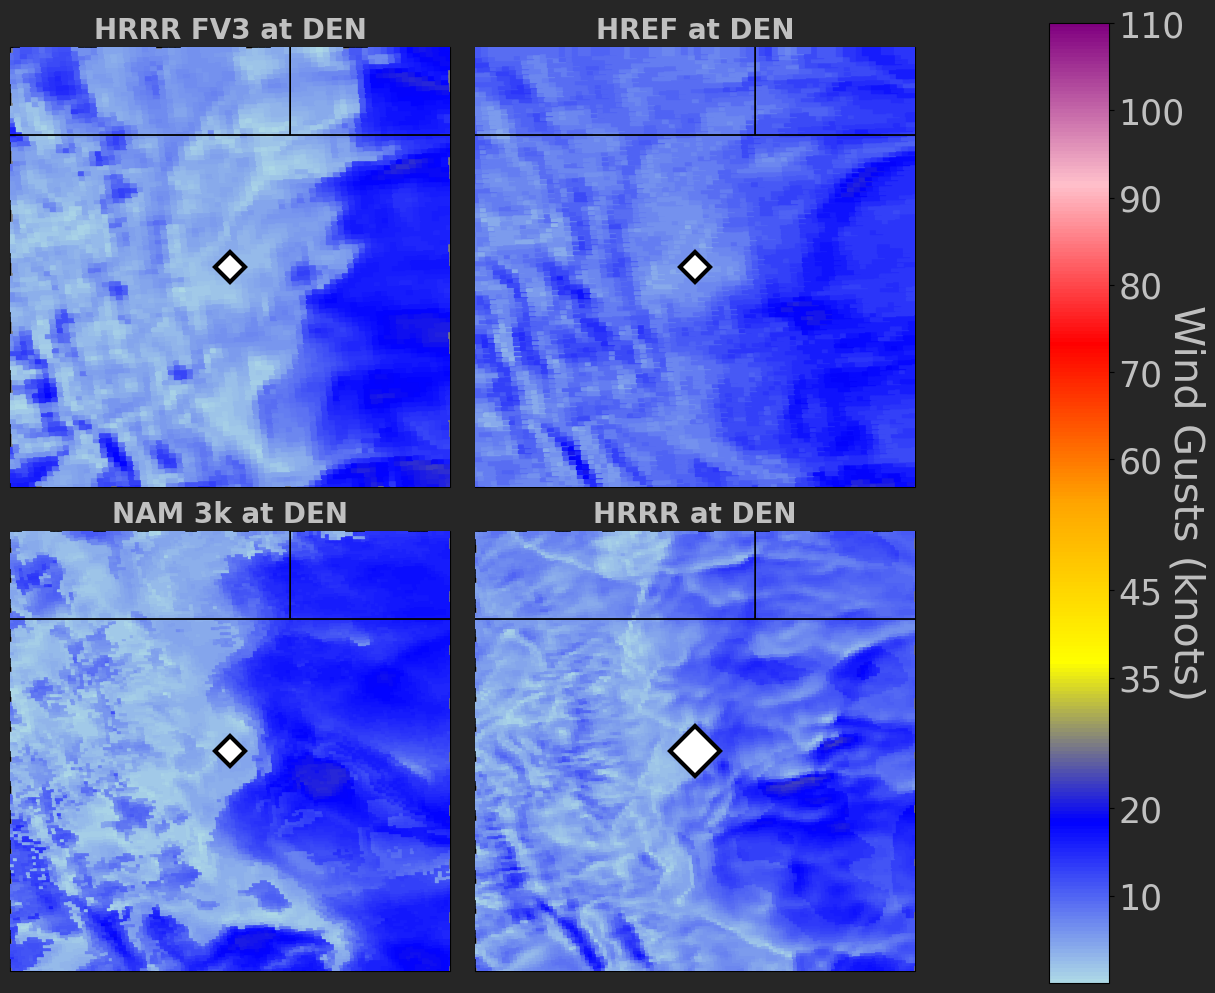 HRRR FV3 at DEN
HREF at DEN
NAM 3k at DEN
HRRR at DEN
110
100
90
80
70
60
45
35
20
10
Wind Gusts (knots)